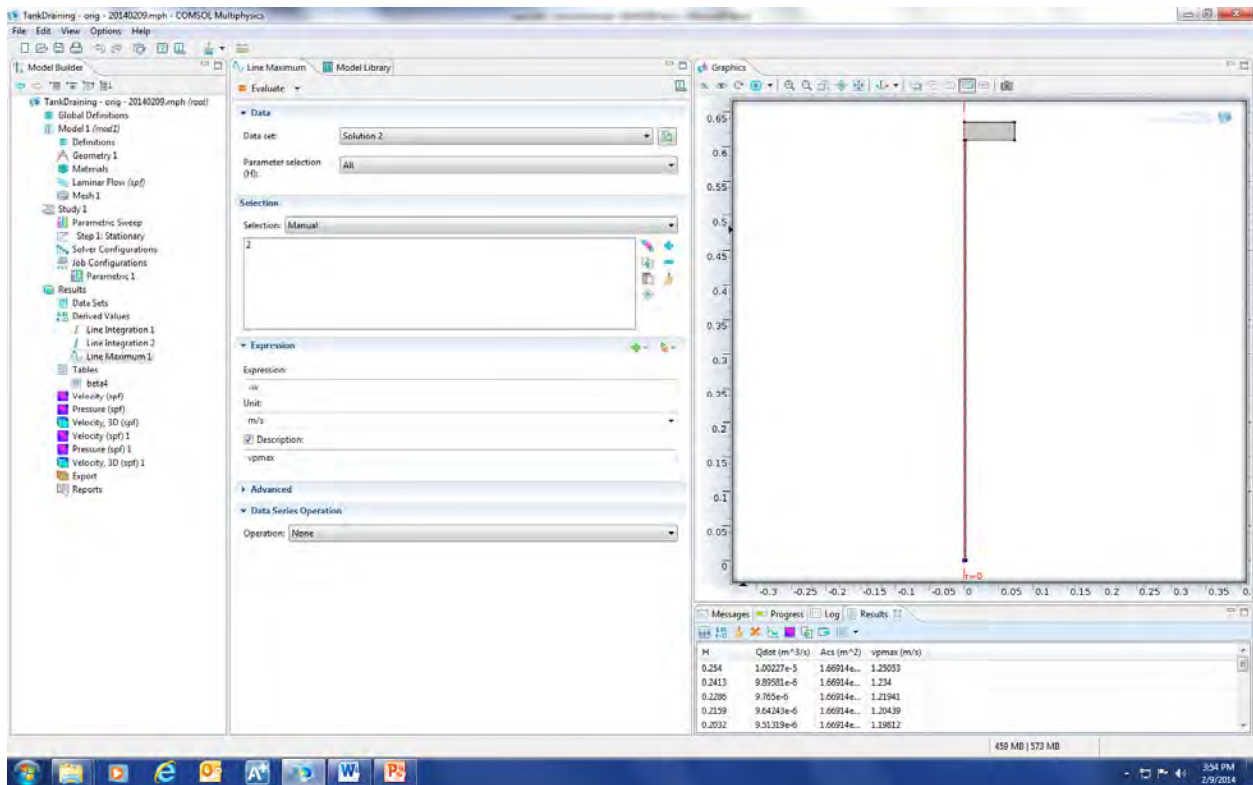 TankDraining - orig - 20140209.mph - COMSOL Multiphysics
File Edit View Options Help
Model Builder
TankDraining - orig - 20140209.mph (root)
Global Definitions
Model 1 (mod1)
Definitions
Geometry 1
Materials
Laminar Flow (spf)
Mesh 1
Study 1
Parametric Sweep
Step 1: Stationary
Solver Configurations
Job Configurations
Parametric 1
Results
Data Sets
Derived Values
Line Integration 1
Line Integration 2
Line Maximum 1
Tables
beta4
Velocity (spf)
Pressure (spf)
Velocity, 3D (spf)
Velocity (spf) 1
Pressure (spf) 1
Velocity, 3D (spf) 1
Export
Reports
Line Maximum
Model Library
Evaluate
Data
Data set:
Solution 2
Parameter selection (H):
All
Selection
Selection: Manual
2
Expression
Expression:
-w
Unit:
m/s
Description:
vpmax
Advanced
Data Series Operation
Operation: None
Graphics
0.65
0.6
0.55
0.5
0.45
0.4
0.35
0.3
0.25
0.2
0.15
0.1
0.05
0
r=0
-0.3 -0.25 -0.2 -0.15 -0.1 -0.05 0 0.05 0.1 0.15 0.2 0.25 0.3 0.35 0.
Messages Progress Log Results
H Qdot (m^3/s) Acs (m^2) vpmax (m/s)
0.254 1.00227e-5 1.66914e... 1.25053
0.2413 9.89581e-6 1.66914e... 1.234
0.2286 9.765e-6 1.66914e... 1.21941
0.2159 9.64243e-6 1.66914e... 1.20439
0.2032 9.51319e-6 1.66914e... 1.19812
459 MB | 573 MB
3:54 PM
2/9/2014